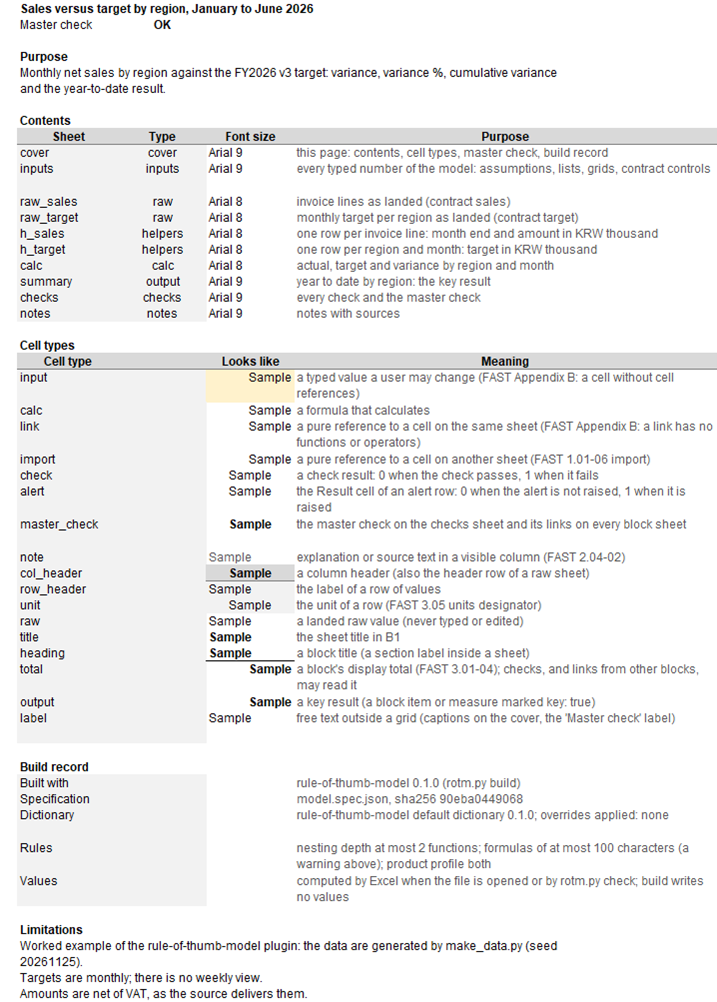 Sales versus target by region, January to June 2026
Master check OK
Purpose
Monthly net sales by region against the FY2026 v3 target: variance, variance %, cumulative variance
and the year-to-date result.
Contents
Sheet Type Font size Purpose
cover cover Arial 9 this page: contents, cell types, master check, build record
inputs inputs Arial 9 every typed number of the model: assumptions, lists, grids, contract controls
raw_sales raw Arial 8 invoice lines as landed (contract sales)
raw_target raw Arial 8 monthly target per region as landed (contract target)
h_sales helpers Arial 8 one row per invoice line: month end and amount in KRW thousand
h_target helpers Arial 8 one row per region and month: target in KRW thousand
calc calc Arial 8 actual, target and variance by region and month
summary output Arial 9 year to date by region: the key result
checks checks Arial 9 every check and the master check
notes notes Arial 9 notes with sources
Cell types
Cell type Looks like Meaning
input Sample a typed value a user may change (FAST Appendix B: a cell without cell
references)
calc Sample a formula that calculates
link Sample a pure reference to a cell on the same sheet (FAST Appendix B: a link has no
functions or operators)
import Sample a pure reference to a cell on another sheet (FAST 1.01-06 import)
check Sample a check result: 0 when the check passes, 1 when it fails
alert Sample the Result cell of an alert row: 0 when the alert is not raised, 1 when it is
raised
master_check Sample the master check on the checks sheet and its links on every block sheet
note Sample explanation or source text in a visible column (FAST 2.04-02)
col_header Sample a column header (also the header row of a raw sheet)
row_header Sample the label of a row of values
unit Sample the unit of a row (FAST 3.05 units designator)
raw Sample a landed raw value (never typed or edited)
title Sample the sheet title in B1
heading Sample a block title (a section label inside a sheet)
total Sample a block's display total (FAST 3.01-04); checks, and links from other blocks,
may read it
output Sample a key result (a block item or measure marked key: true)
label Sample free text outside a grid (captions on the cover, the 'Master check' label)
Build record
Built with rule-of-thumb-model 0.1.0 (rotm.py build)
Specification model.spec.json, sha256 90eba0449068
Dictionary rule-of-thumb-model default dictionary 0.1.0; overrides applied: none
Rules nesting depth at most 2 functions; formulas of at most 100 characters (a
warning above); product profile both
Values computed by Excel when the file is opened or by rotm.py check; build writes
no values
Limitations
Worked example of the rule-of-thumb-model plugin: the data are generated by make_data.py (seed
20261125).
Targets are monthly; there is no weekly view.
Amounts are net of VAT, as the source delivers them.